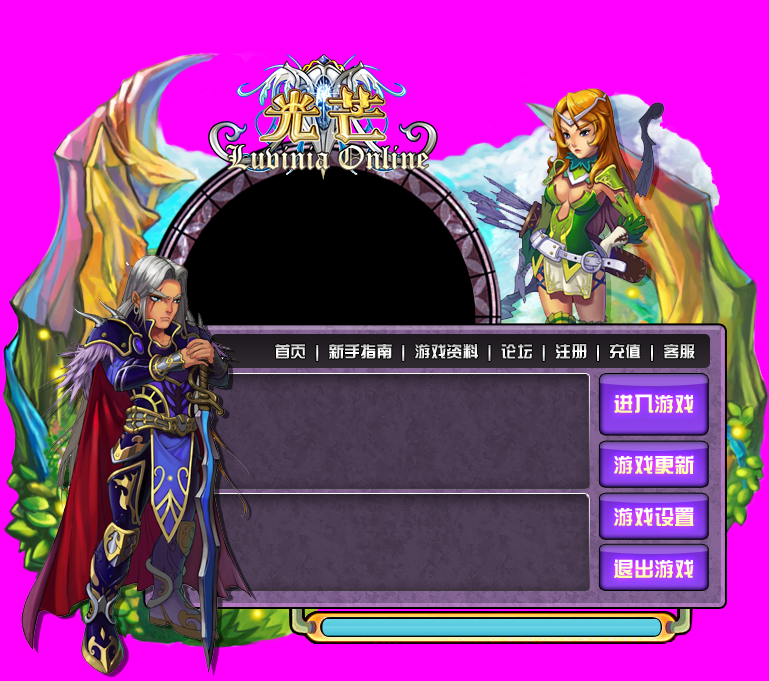 光芒
Luvinia Online
首页 | 新手指南 | 游戏资料 | 论坛 | 注册 | 充值 | 客服
进入游戏
游戏更新
游戏设置
退出游戏